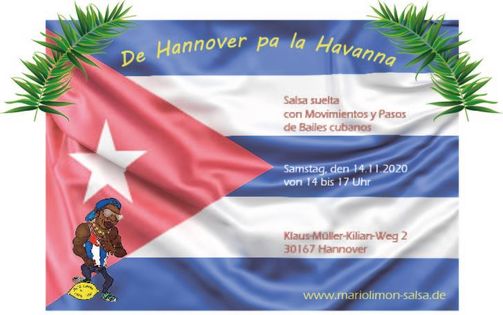 De Hannover pa la Havanna
Salsa suelta
con Movimientos y Pasos
de Bailes cubanos
Samstag, den 14.11.2020
von 14 bis 17 Uhr
Klaus-Müller-Kilian-Weg 2
30167 Hannover
www.mariolimon-salsa.de